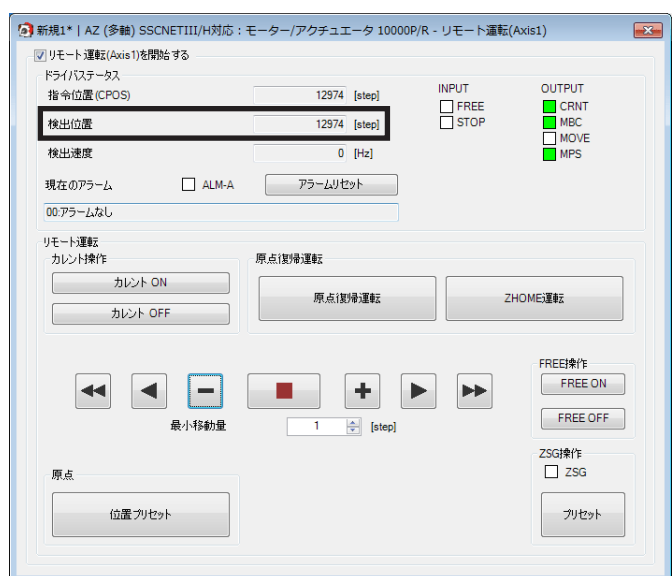 新規1* | AZ (多軸) SSCNETIII/H対応：モーター/アクチュエータ 10000P/R - リモート運転(Axis1)
リモート運転(Axis1)を開始する
ドライバステータス
指令位置(CPOS) 12974 [step]
検出位置 12974 [step]
検出速度 0 [Hz]
INPUT
FREE
STOP
OUTPUT
CRNT
MBC
MOVE
MPS
現在のアラーム ALM-A アラームリセット
00:アラームなし
リモート運転
カレント操作
カレント ON
カレント OFF
原点復帰運転
原点復帰運転
ZHOME運転
最小移動量 1 [step]
FREE操作
FREE ON
FREE OFF
原点
位置プリセット
ZSG操作
ZSG
プリセット